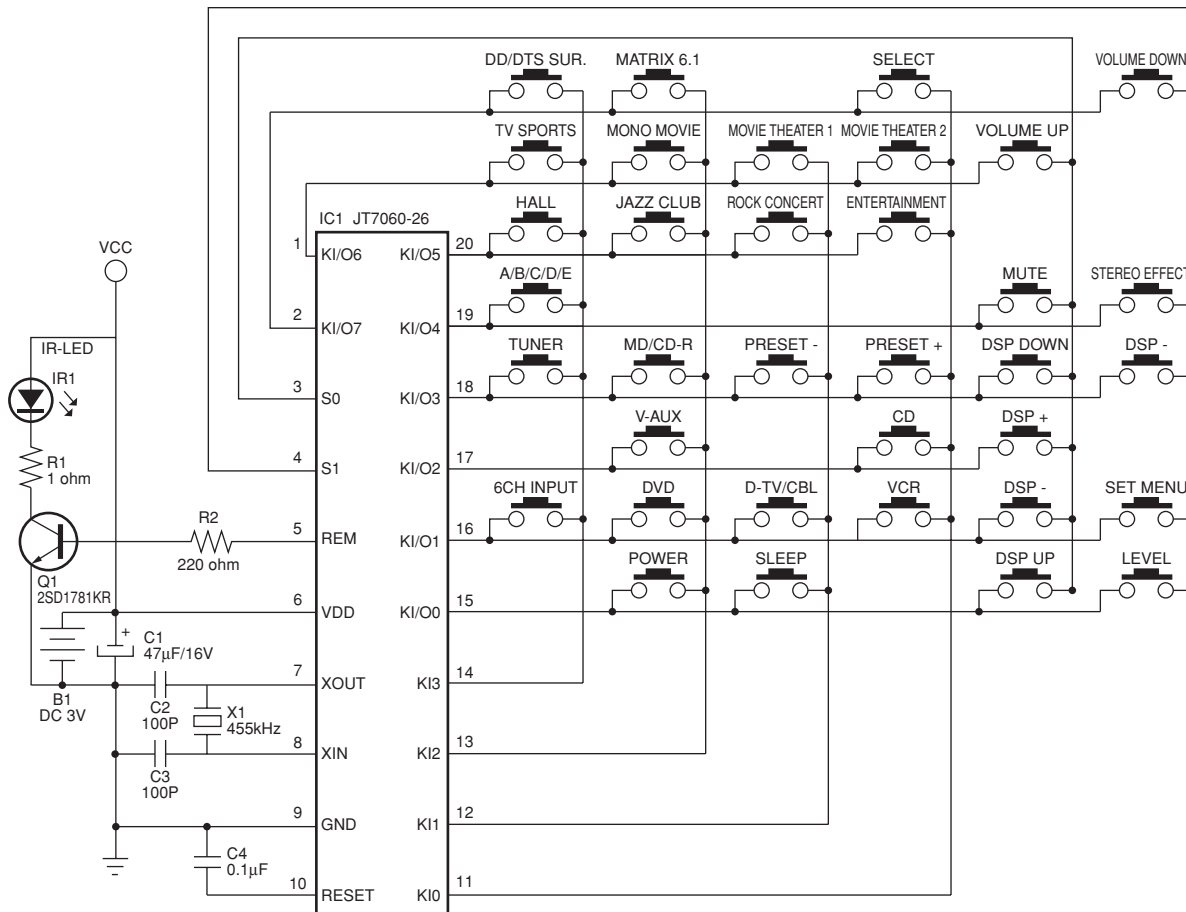 DD/DTS SUR. MATRIX 6.1 SELECT VOLUME DOWN
TV SPORTS MONO MOVIE MOVIE THEATER 1 MOVIE THEATER 2 VOLUME UP
HALL JAZZ CLUB ROCK CONCERT ENTERTAINMENT
A/B/C/D/E MUTE STEREO EFFECT
TUNER MD/CD-R PRESET - PRESET + DSP DOWN DSP -
V-AUX CD DSP +
6CH INPUT DVD D-TV/CBL VCR DSP - SET MENU
POWER SLEEP DSP UP LEVEL
IC1 JT7060-26
1 KI/O6 KI/O5 20
2 KI/O7 KI/O4 19
3 S0 KI/O3 18
4 S1 KI/O2 17
5 REM KI/O1 16
6 VDD KI/O0 15
7 XOUT KI3 14
8 XIN KI2 13
9 GND KI1 12
10 RESET KI0 11
VCC
IR-LED
IR1
R1
1 ohm
R2
220 ohm
Q1
2SD1781KR
+
C1
47µF/16V
B1
DC 3V
C2
100P
X1
455kHz
C3
100P
C4
0.1µF